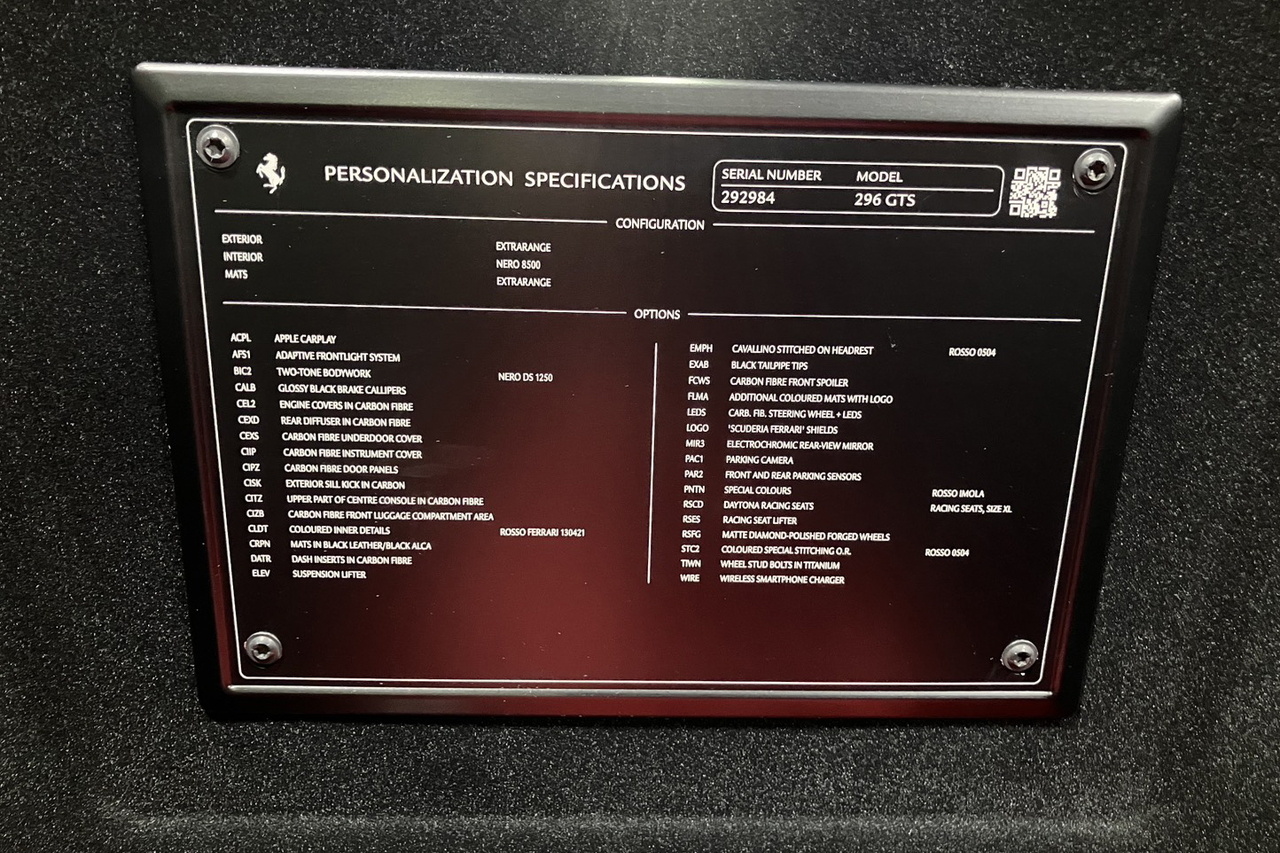 PERSONALIZATION SPECIFICATIONS
SERIAL NUMBER MODEL
292984 296 GTS
CONFIGURATION
EXTERIOR EXTRARANGE
INTERIOR NERO 8500
MATS EXTRARANGE
OPTIONS
ACPL APPLE CARPLAY
AFS1 ADAPTIVE FRONTLIGHT SYSTEM
BIC2 TWO-TONE BODYWORK NERO DS 1250
CALB GLOSSY BLACK BRAKE CALLIPERS
CEL2 ENGINE COVERS IN CARBON FIBRE
CEXD REAR DIFFUSER IN CARBON FIBRE
CEXS CARBON FIBRE UNDERDOOR COVER
CIIP CARBON FIBRE INSTRUMENT COVER
CIPZ CARBON FIBRE DOOR PANELS
CISK EXTERIOR SILL KICK IN CARBON
CITZ UPPER PART OF CENTRE CONSOLE IN CARBON FIBRE
CIZB CARBON FIBRE FRONT LUGGAGE COMPARTMENT AREA
CLDT COLOURED INNER DETAILS ROSSO FERRARI 130421
CRPN MATS IN BLACK LEATHER/BLACK ALCA
DATR DASH INSERTS IN CARBON FIBRE
ELEV SUSPENSION LIFTER
EMPH CAVALLINO STITCHED ON HEADREST ROSSO 0504
EXAB BLACK TAILPIPE TIPS
FCWS CARBON FIBRE FRONT SPOILER
FLMA ADDITIONAL COLOURED MATS WITH LOGO
LEDS CARB. FIB. STEERING WHEEL + LEDS
LOGO 'SCUDERIA FERRARI' SHIELDS
MIR3 ELECTROCHROMIC REAR-VIEW MIRROR
PAC1 PARKING CAMERA
PAR2 FRONT AND REAR PARKING SENSORS
PNTN SPECIAL COLOURS ROSSO IMOLA
RSCD DAYTONA RACING SEATS RACING SEATS, SIZE XL
RSES RACING SEAT LIFTER
RSFG MATTE DIAMOND-POLISHED FORGED WHEELS
STC2 COLOURED SPECIAL STITCHING O.R. ROSSO 0504
TIWN WHEEL STUD BOLTS IN TITANIUM
WIRE WIRELESS SMARTPHONE CHARGER